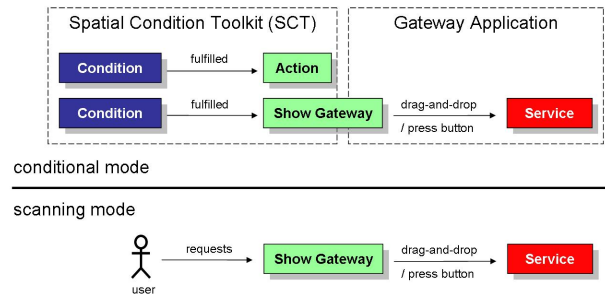 Spatial Condition Toolkit (SCT)
Gateway Application
Condition
fulfilled
Action
Condition
fulfilled
Show Gateway
drag-and-drop
/ press button
Service
conditional mode
scanning mode
user
requests
Show Gateway
drag-and-drop
/ press button
Service